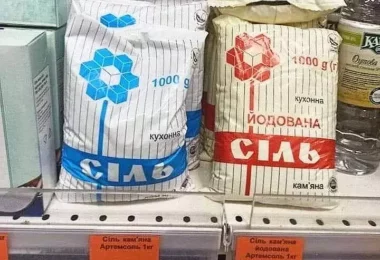 1000 g
кухонна
СІЛЬ
1000 g (г)
кухонна
ЙОДОВАНА
СІЛЬ
кам'яна
Сіль кам'яна
Артемсоль 1кг
Сіль кам'яна
йодована
Артемсоль 1кг